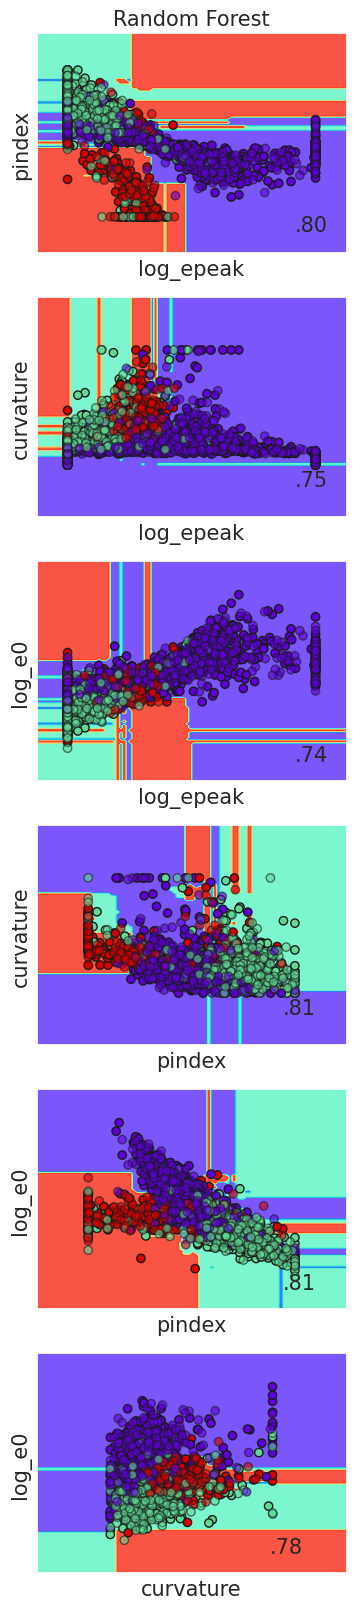 Random Forest
pindex
.80
log_epeak
curvature
.75
log_epeak
log_e0
.74
log_epeak
curvature
.81
pindex
log_e0
.81
pindex
log_e0
.78
curvature